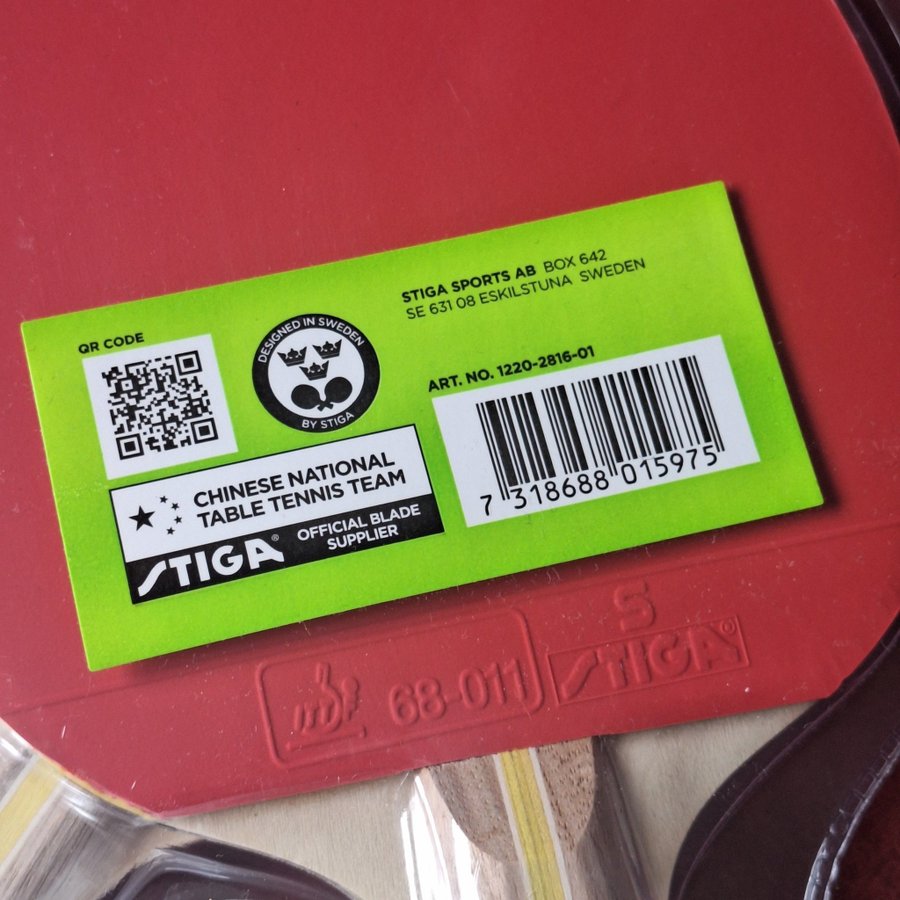 STIGA SPORTS AB BOX 642
SE 631 08 ESKILSTUNA SWEDEN
QR CODE
DESIGNED IN SWEDEN
BY STIGA
ART. NO. 1220-2816-01
7 318688 015975
CHINESE NATIONAL
TABLE TENNIS TEAM
STIGA®
OFFICIAL BLADE
SUPPLIER
S
ittf 68-011
STIGA®